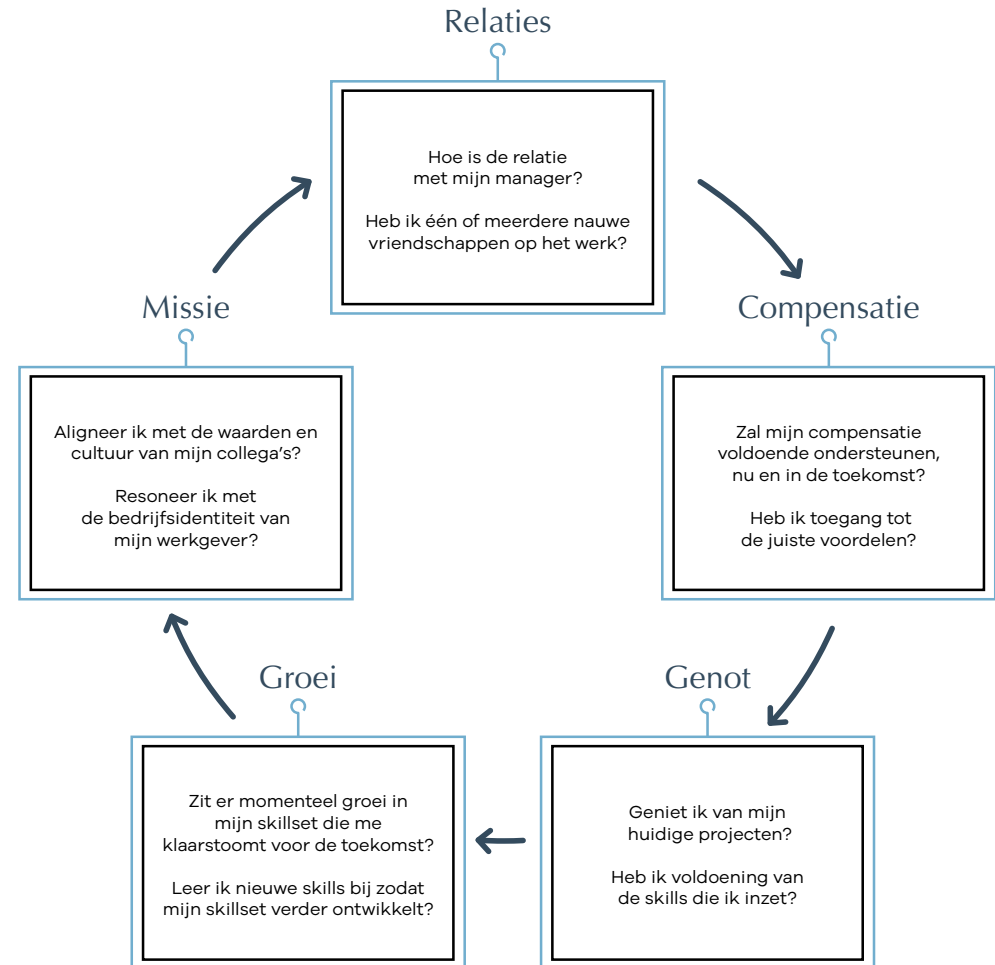 Relaties
Hoe is de relatie
met mijn manager?
Heb ik één of meerdere nauwe
vriendschappen op het werk?
Compensatie
Zal mijn compensatie
voldoende ondersteunen,
nu en in de toekomst?
Heb ik toegang tot
de juiste voordelen?
Genot
Geniet ik van mijn
huidige projecten?
Heb ik voldoening van
de skills die ik inzet?
Groei
Zit er momenteel groei in
mijn skillset die me
klaarstoomt voor de toekomst?
Leer ik nieuwe skills bij zodat
mijn skillset verder ontwikkelt?
Missie
Aligneer ik met de waarden en
cultuur van mijn collega's?
Resoneer ik met
de bedrijfsidentiteit van
mijn werkgever?